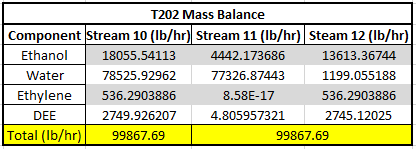 T202 Mass Balance
Component Stream 10 (lb/hr) Stream 11 (lb/hr) Steam 12 (lb/hr)
Ethanol 18055.54113 4442.173686 13613.36744
Water 78525.92962 77326.87443 1199.055188
Ethylene 536.2903886 8.58E-17 536.2903886
DEE 2749.926107 4.805957321 2745.12025
Total (lb/hr) 99867.69 99867.69